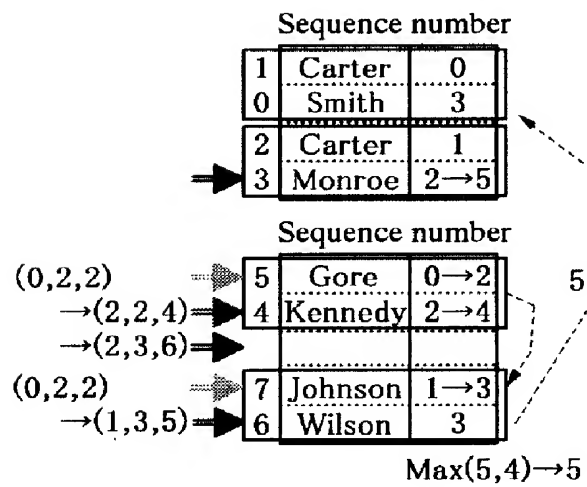 Sequence number
1 Carter 0
0 Smith 3
2 Carter 1
3 Monroe 2→5
Sequence number
(0,2,2) 5 Gore 0→2 5
→(2,2,4) 4 Kennedy 2→4
→(2,3,6)
(0,2,2) 7 Johnson 1→3
→(1,3,5) 6 Wilson 3
Max(5,4)→5